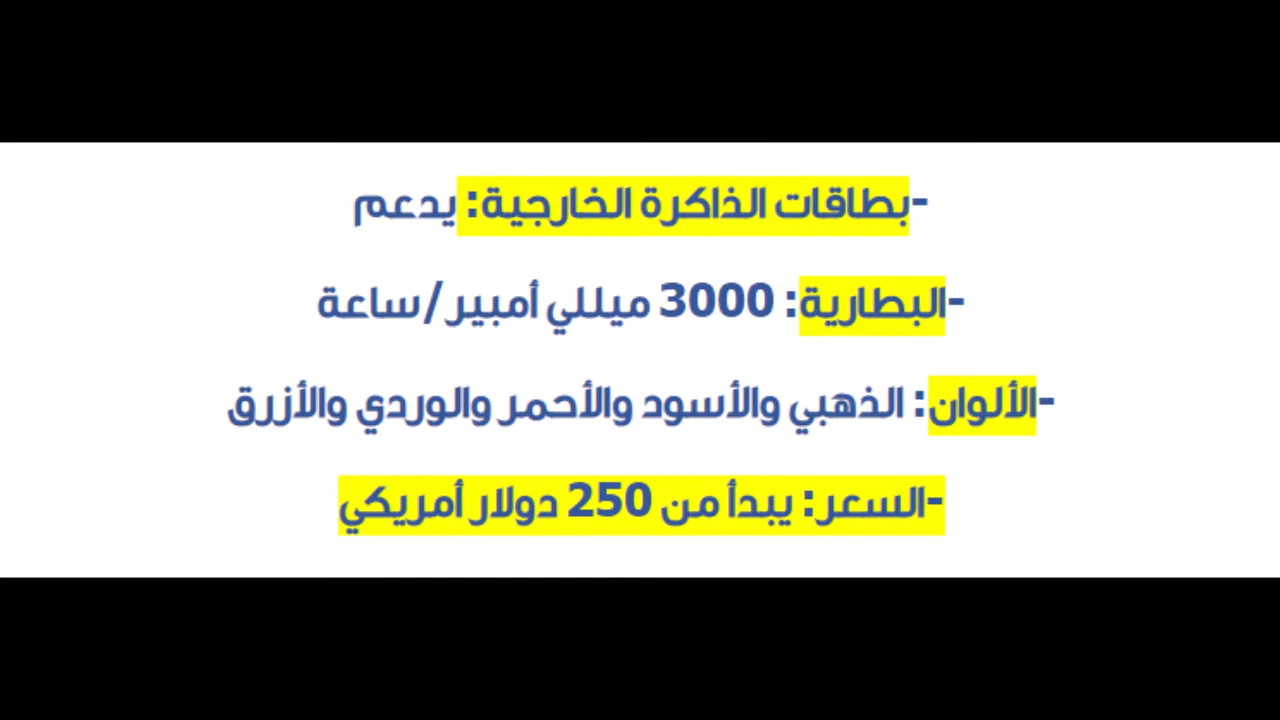 -بطاقات الذاكرة الخارجية: يدعم
-البطارية: 3000 ميللي أمبير/ساعة
-الألوان: الذهبي والأسود والأحمر والوردي والأزرق
-السعر: يبدأ من 250 دولار أمريكي